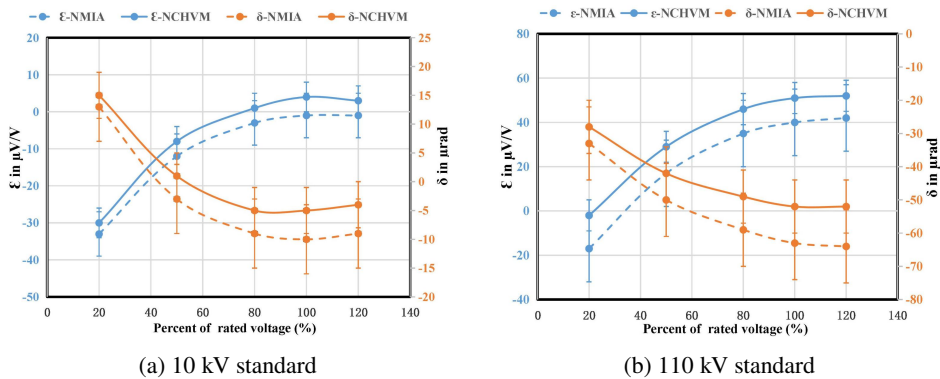 Ɛ-NMIA Ɛ-NCHVM δ-NMIA δ-NCHVM
20
10
0
-10
-20
-30
-40
-50
Ɛ in μV/V
25
20
15
10
5
0
-5
-10
-15
-20
δ in μrad
0 20 40 60 80 100 120 140
Percent of rated voltage (%)
(a) 10 kV standard
ε-NMIA ε-NCHVM δ-NMIA δ-NCHVM
80
60
40
20
0
-20
-40
Ɛ in μV/V
0
-10
-20
-30
-40
-50
-60
-70
-80
δ in μrad
0 20 40 60 80 100 120 140
Percent of rated voltage (%)
(b) 110 kV standard